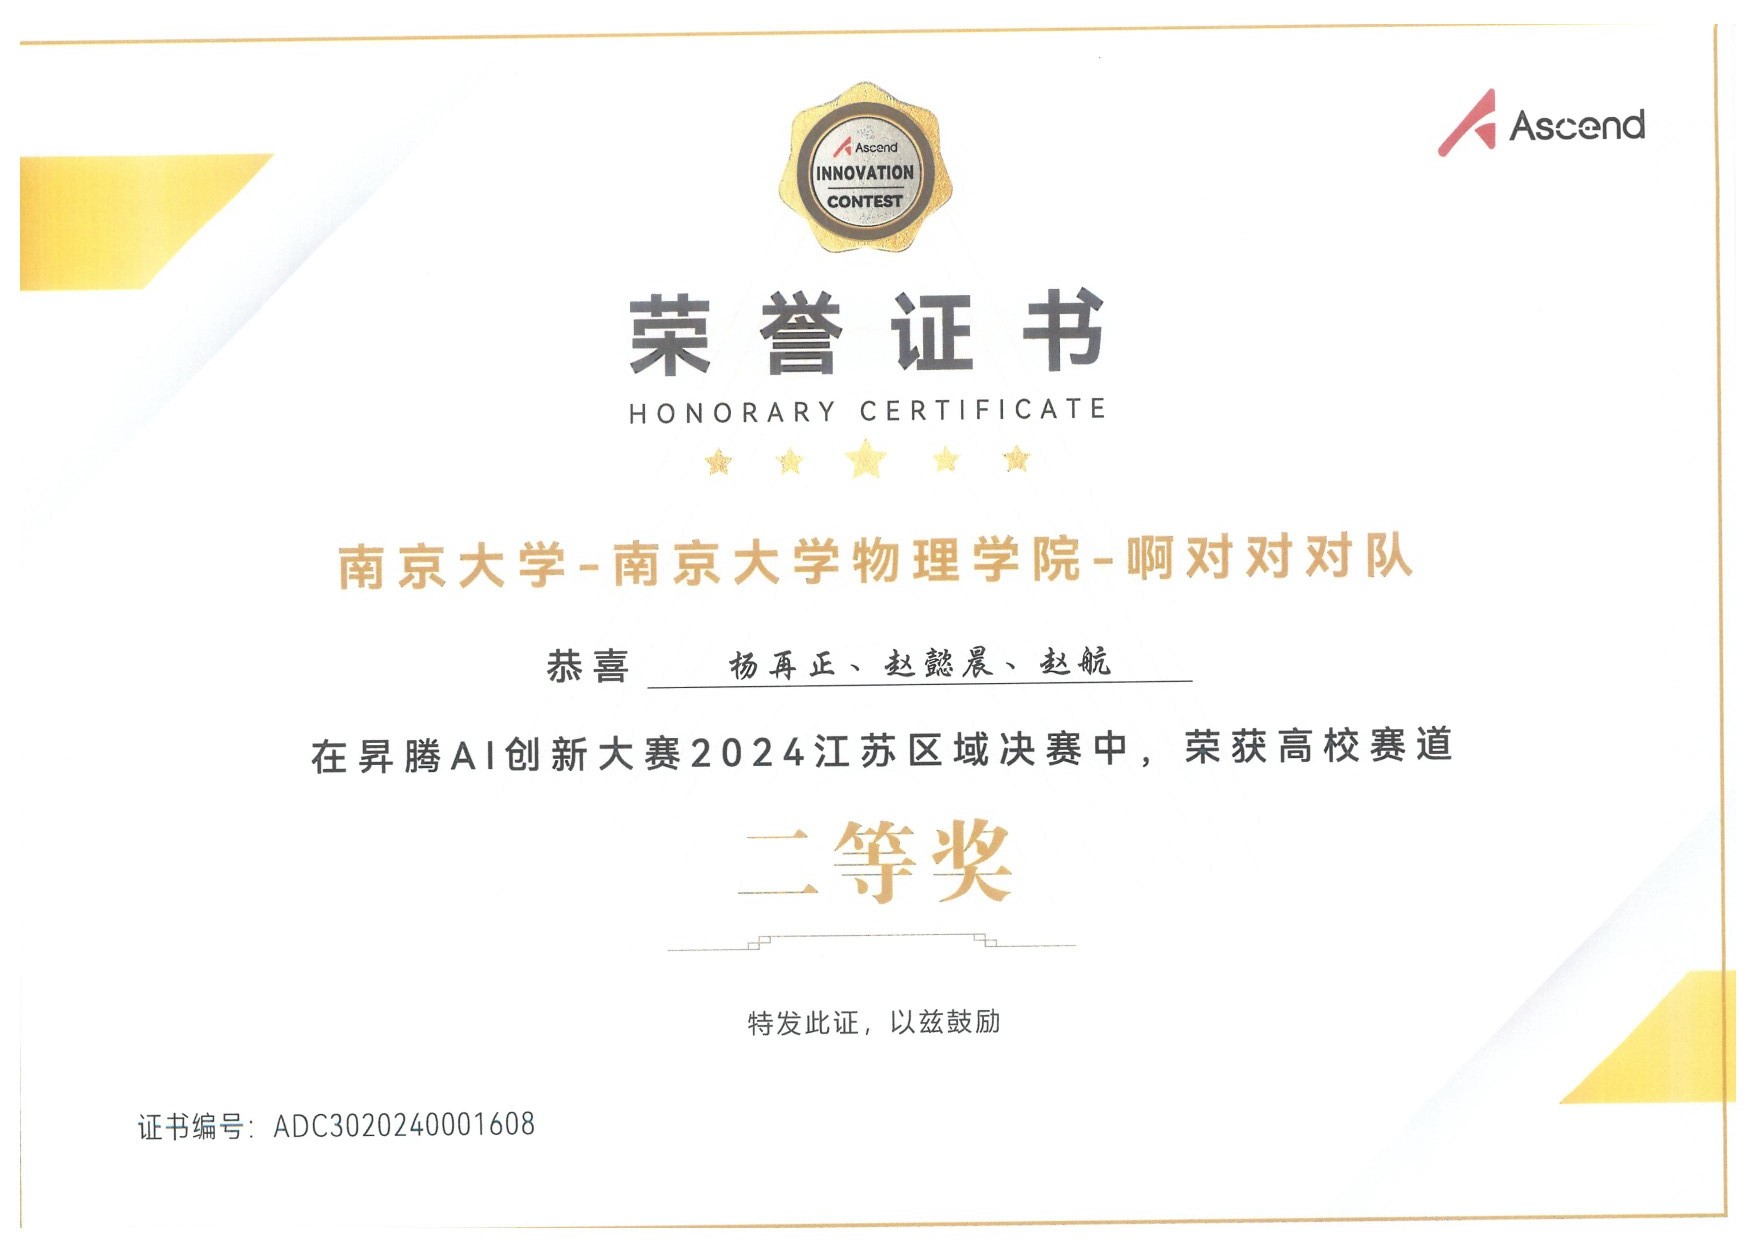 Ascend
INNOVATION
CONTEST
Ascend
荣誉证书
HONORARY CERTIFICATE
南京大学-南京大学物理学院-啊对对对队
恭喜 杨再正、赵懿晨、赵航
在昇腾AI创新大赛2024江苏区域决赛中，荣获高校赛道
二等奖
特发此证，以兹鼓励
证书编号：ADC3020240001608